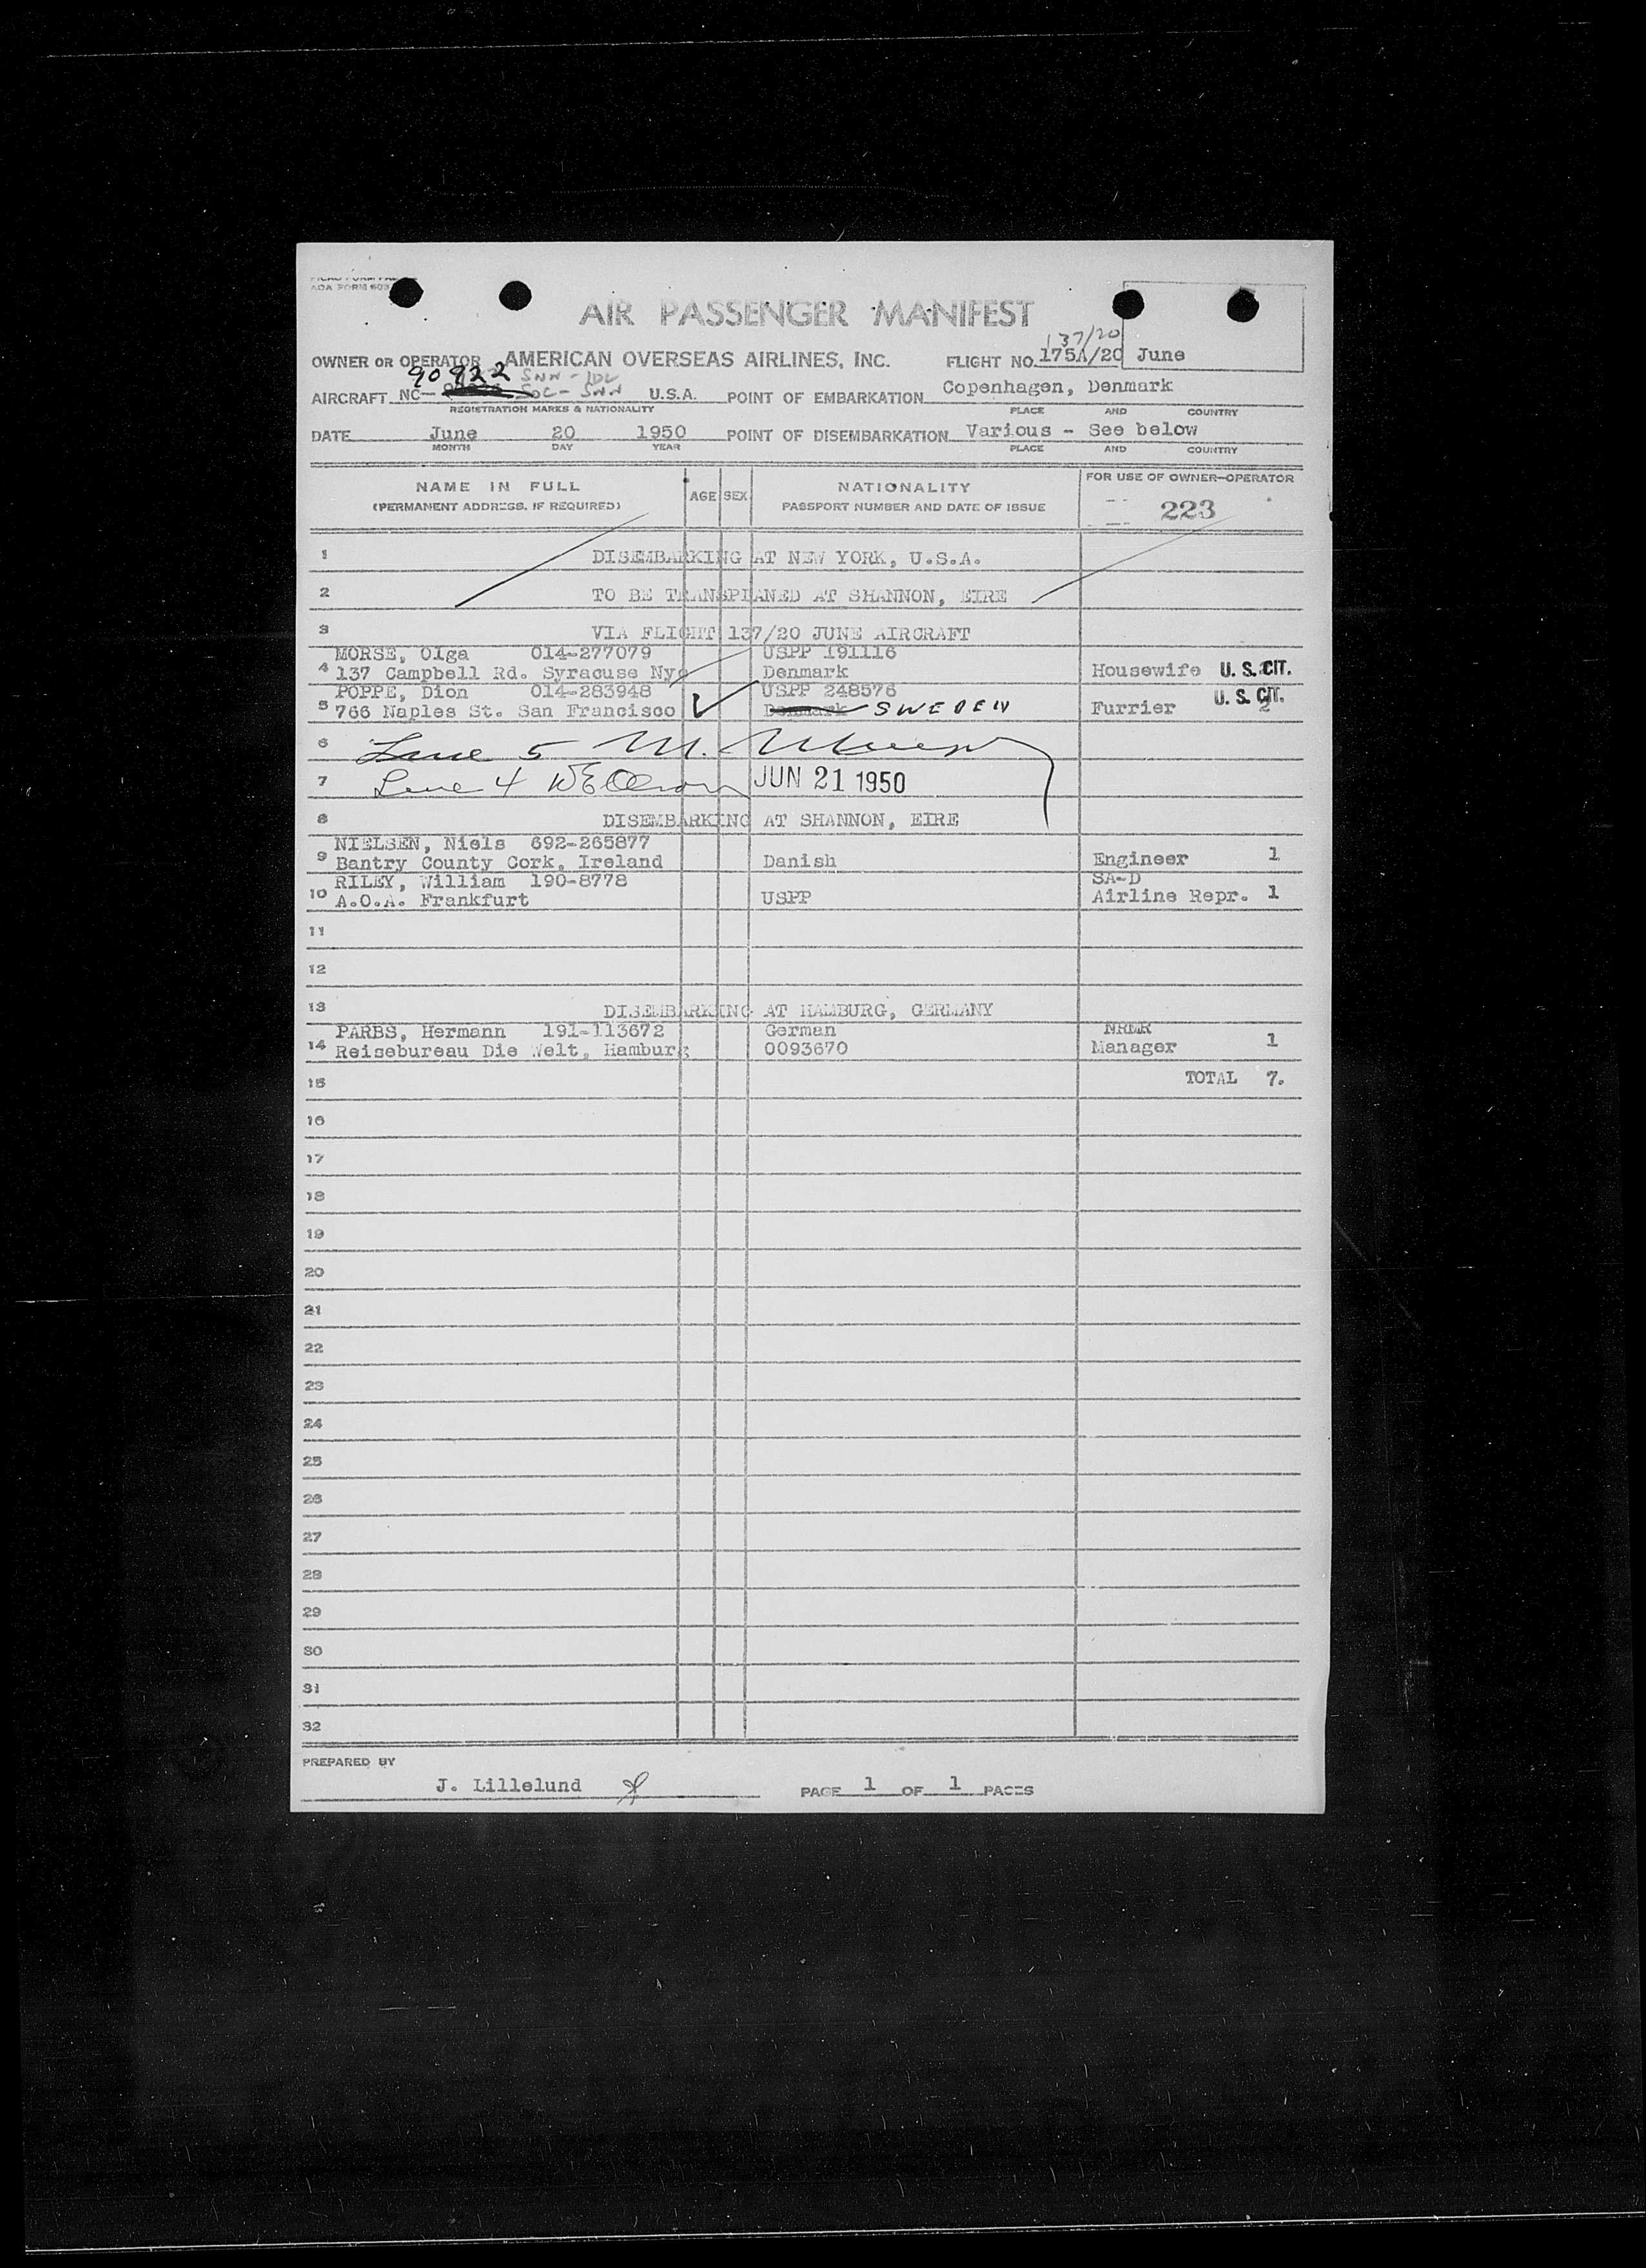 AOA FORM 603
AIR PASSENGER MANIFEST
137/20
OWNER OR OPERATOR AMERICAN OVERSEAS AIRLINES, INC. FLIGHT NO. 175A/20 June
90922 SNN - IDL
AIRCRAFT NC- SNN U.S.A. POINT OF EMBARKATION Copenhagen, Denmark
REGISTRATION MARKS & NATIONALITY PLACE AND COUNTRY
DATE June 20 1950 POINT OF DISEMBARKATION Various - See below
MONTH DAY YEAR PLACE AND COUNTRY
NAME IN FULL AGE SEX NATIONALITY FOR USE OF OWNER-OPERATOR
(PERMANENT ADDRESS, IF REQUIRED) PASSPORT NUMBER AND DATE OF ISSUE 223
1 DISEMBARKING AT NEW YORK, U.S.A.
2 TO BE TRANSPLANED AT SHANNON, EIRE
3 VIA FLIGHT 137/20 JUNE AIRCRAFT
MORSE, Olga 014-277079 USPP 191116
4 137 Campbell Rd. Syracuse Nyc Denmark Housewife U. S. CIT.
POPPE, Dion 014-283948 USPP 248576 U. S. CIT.
5 766 Naples St. San Francisco Denmark SWEDEN Furrier 2
6 Line 5 M.
7 Line 4 JUN 21 1950
8 DISEMBARKING AT SHANNON, EIRE
NIELSEN, Niels 692-265877
9 Bantry County Cork, Ireland Danish Engineer 1
RILEY, William 190-8778 SA-D
10 A.O.A. Frankfurt USPP Airline Repr. 1
11
12
13 DISEMBARKING AT HAMBURG, GERMANY
PARBS, Hermann 191-113672 German NRMR
14 Reisebureau Die Welt, Hamburg 0093670 Manager 1
15 TOTAL 7.
16
17
18
19
20
21
22
23
24
25
26
27
28
29
30
31
32
PREPARED BY
J. Lillelund PAGE 1 OF 1 PAGES